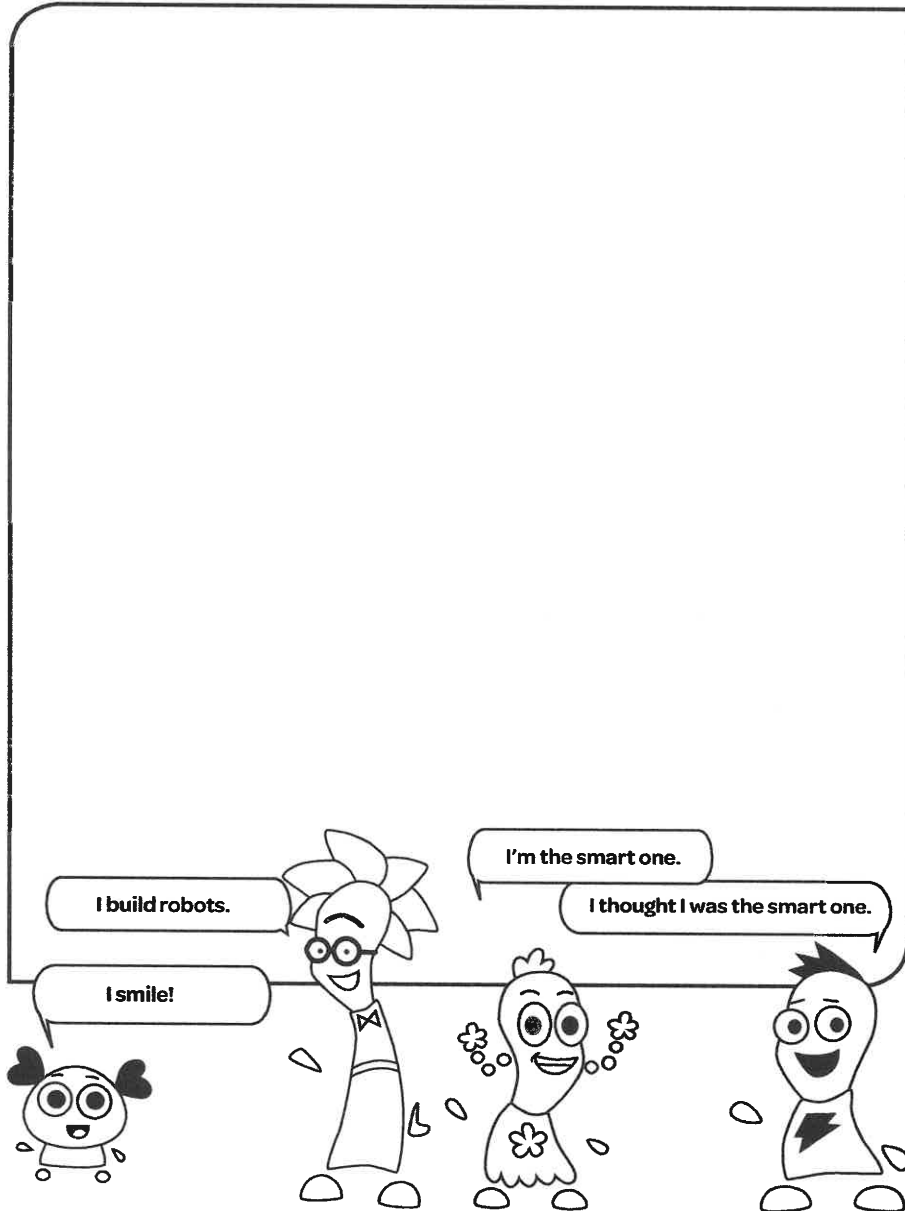 I'm the smart one.
I build robots.
I thought I was the smart one.
I smile!